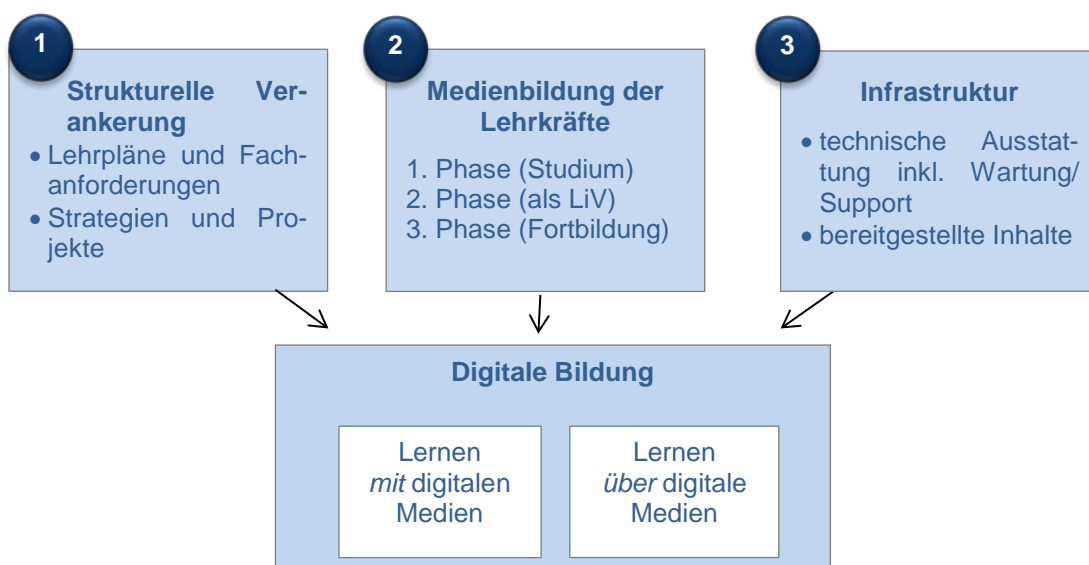 1
Strukturelle Ver-
ankerung
• Lehrpläne und Fach-
anforderungen
• Strategien und Pro-
jekte
2
Medienbildung der
Lehrkräfte
1. Phase (Studium)
2. Phase (als LiV)
3. Phase (Fortbildung)
3
Infrastruktur
• technische Ausstat-
tung inkl. Wartung/
Support
• bereitgestellte Inhalte
Digitale Bildung
Lernen
mit digitalen
Medien
Lernen
über digitale
Medien